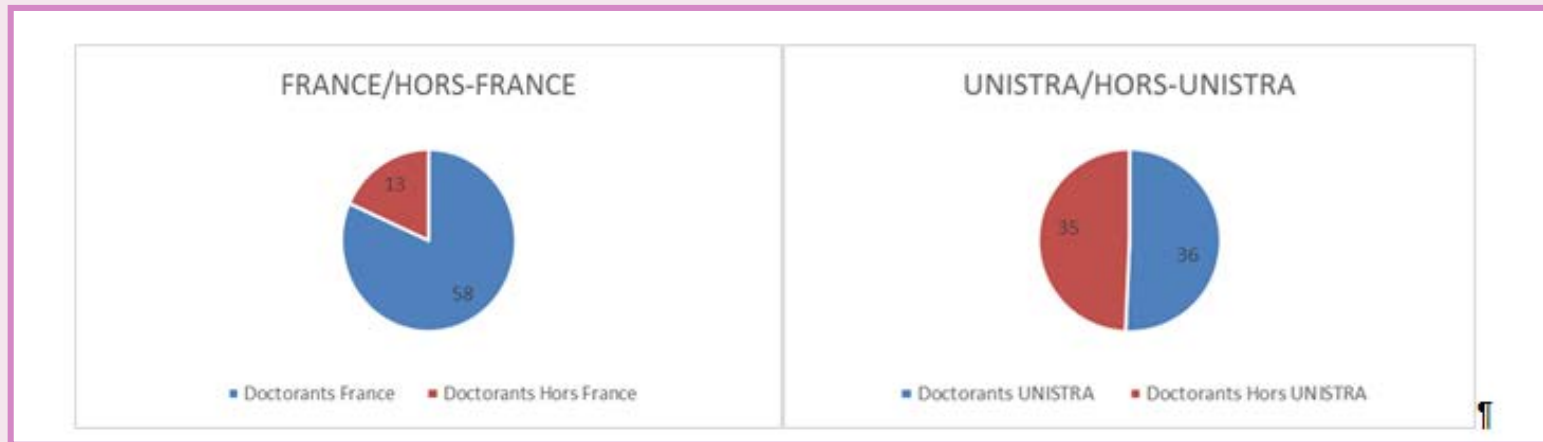 FRANCE/HORS-FRANCE
13
58
Doctorants France
Doctorants Hors France
UNISTRA/HORS-UNISTRA
35
36
Doctorants UNISTRA
Doctorants Hors UNISTRA
¶